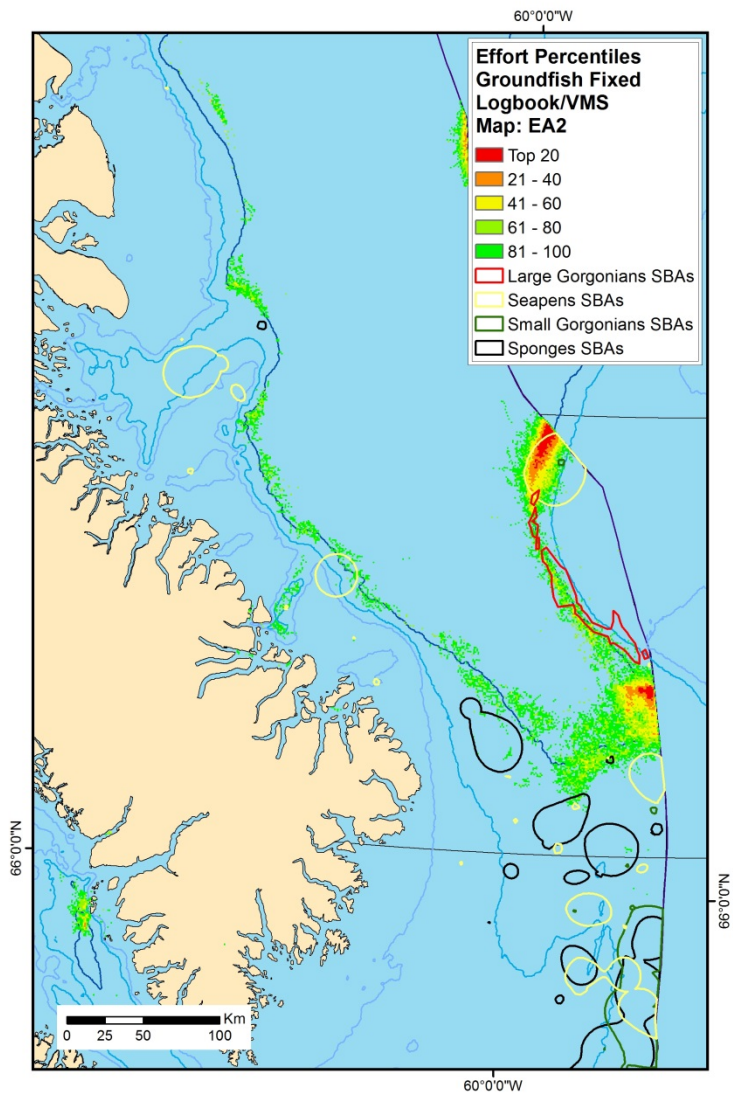 60°0'0"W
Effort Percentiles
Groundfish Fixed
Logbook/VMS
Map: EA2
Top 20
21 - 40
41 - 60
61 - 80
81 - 100
Large Gorgonians SBAs
Seapens SBAs
Small Gorgonians SBAs
Sponges SBAs
66°0'0"N
66°0'0"N
Km
0 25 50 100
60°0'0"W